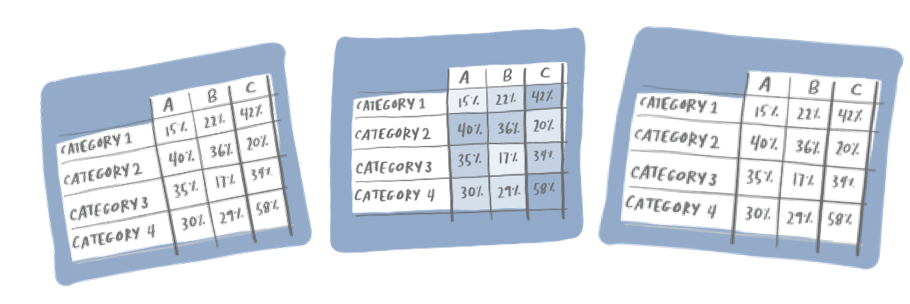 A B C
CATEGORY 1 15% 22% 42%
CATEGORY 2 40% 36% 20%
CATEGORY 3 35% 17% 39%
CATEGORY 4 30% 29% 58%
A B C
CATEGORY 1 15% 22% 42%
CATEGORY 2 40% 36% 20%
CATEGORY 3 35% 17% 39%
CATEGORY 4 30% 29% 58%
A B C
CATEGORY 1 15% 22% 42%
CATEGORY 2 40% 36% 20%
CATEGORY 3 35% 17% 39%
CATEGORY 4 30% 29% 58%